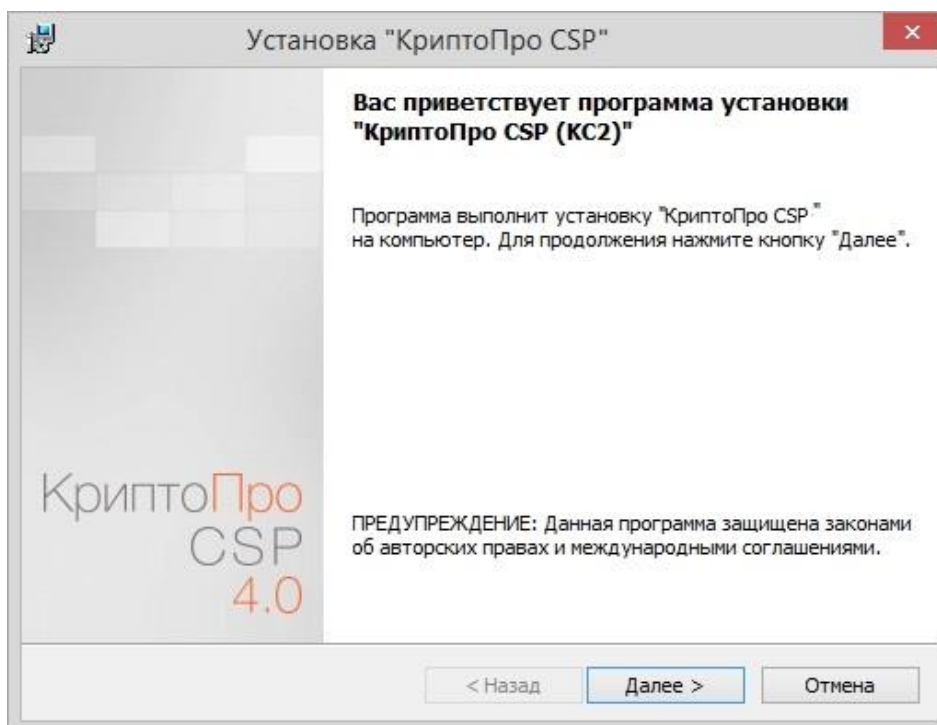 Установка "КриптоПро CSP"
Вас приветствует программа установки
"КриптоПро CSP (КС2)"
Программа выполнит установку "КриптоПро CSP "
на компьютер. Для продолжения нажмите кнопку "Далее".
КриптоПро
CSP
4.0
ПРЕДУПРЕЖДЕНИЕ: Данная программа защищена законами
об авторских правах и международными соглашениями.
< Назад
Далее >
Отмена